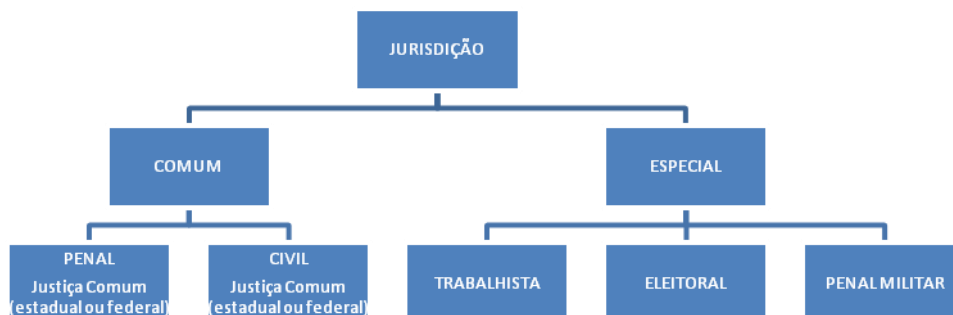 JURISDIÇÃO
COMUM
ESPECIAL
PENAL
Justiça Comum
(estadual ou federal)
CIVIL
Justiça Comum
(estadual ou federal)
TRABALHISTA
ELEITORAL
PENAL MILITAR